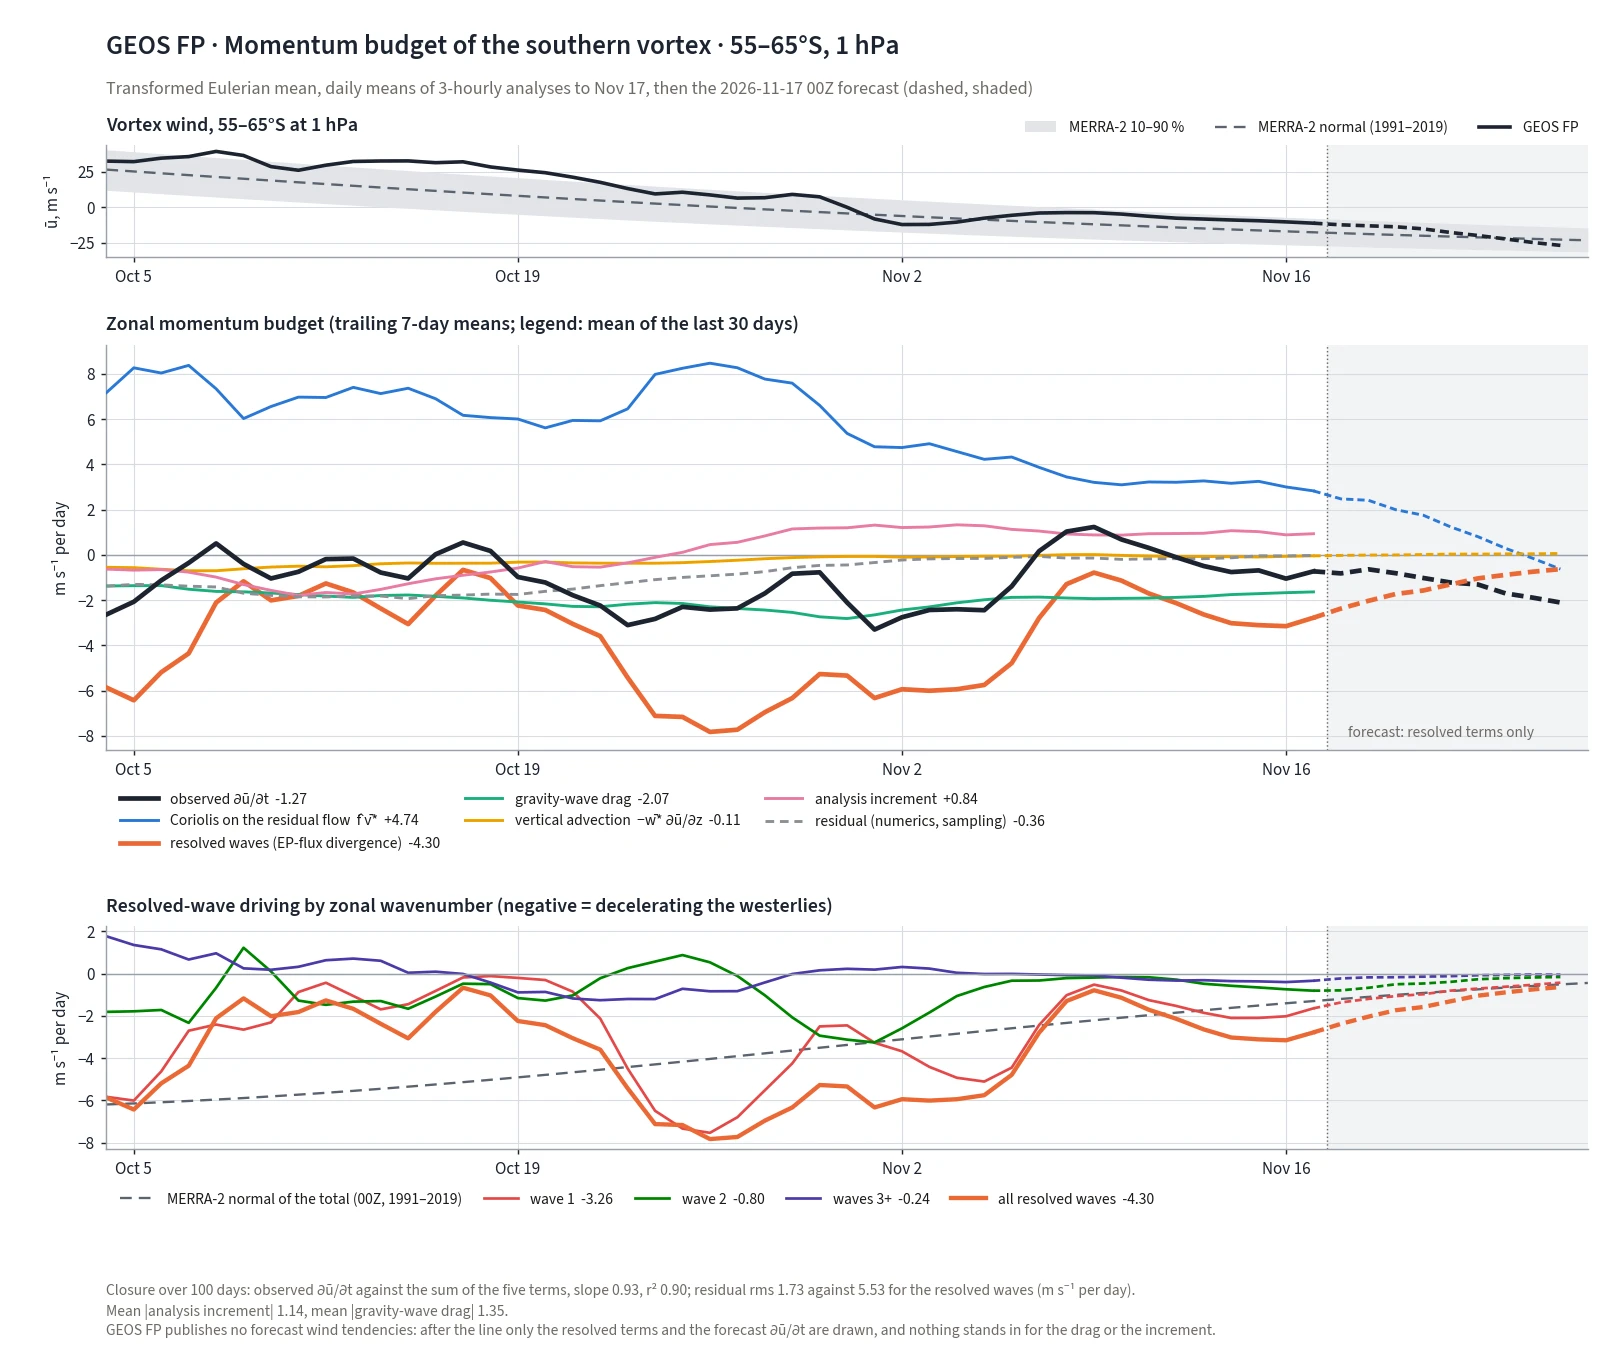 GEOS FP · Momentum budget of the southern vortex · 55–65°S, 1 hPa
Transformed Eulerian mean, daily means of 3-hourly analyses to Nov 17, then the 2026-11-17 00Z forecast (dashed, shaded)
Vortex wind, 55–65°S at 1 hPa
MERRA-2 10–90 %
MERRA-2 normal (1991–2019)
GEOS FP
ū, m s⁻¹
25
0
−25
Oct 5
Oct 19
Nov 2
Nov 16
Zonal momentum budget (trailing 7-day means; legend: mean of the last 30 days)
m s⁻¹ per day
8
6
4
2
0
−2
−4
−6
−8
forecast: resolved terms only
Oct 5
Oct 19
Nov 2
Nov 16
observed ∂ū/∂t -1.27
Coriolis on the residual flow f v̄* +4.74
resolved waves (EP-flux divergence) -4.30
gravity-wave drag -2.07
vertical advection −w̄* ∂ū/∂z -0.11
analysis increment +0.84
residual (numerics, sampling) -0.36
Resolved-wave driving by zonal wavenumber (negative = decelerating the westerlies)
m s⁻¹ per day
2
0
−2
−4
−6
−8
Oct 5
Oct 19
Nov 2
Nov 16
MERRA-2 normal of the total (00Z, 1991–2019)
wave 1 -3.26
wave 2 -0.80
waves 3+ -0.24
all resolved waves -4.30
Closure over 100 days: observed ∂ū/∂t against the sum of the five terms, slope 0.93, r² 0.90; residual rms 1.73 against 5.53 for the resolved waves (m s⁻¹ per day).
Mean |analysis increment| 1.14, mean |gravity-wave drag| 1.35.
GEOS FP publishes no forecast wind tendencies: after the line only the resolved terms and the forecast ∂ū/∂t are drawn, and nothing stands in for the drag or the increment.